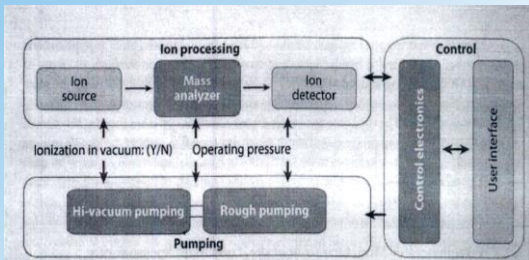 Ion processing
Ion
source
Mass
analyzer
Ion
detector
Ionization in vacuum: (Y/N)
Operating pressure
Hi-vacuum pumping
Rough pumping
Pumping
Control
Control electronics
User interface